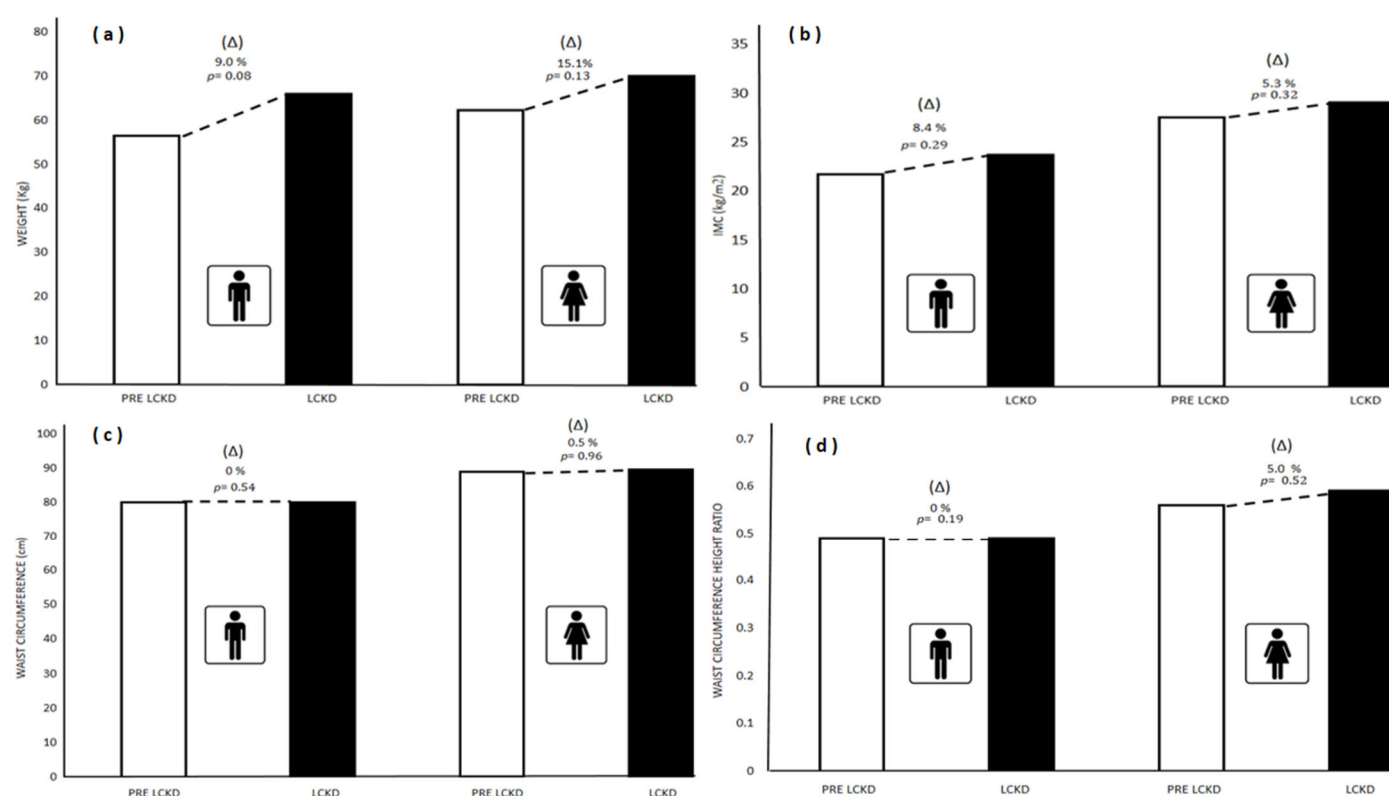 ( a )
80
70
60
50
40
30
20
10
0
WEIGHT (Kg)
(Δ)
9.0 %
p= 0.08
(Δ)
15.1%
p= 0.13
PRE LCKD
LCKD
PRE LCKD
LCKD
( b )
35
30
25
20
15
10
5
0
IMC (kg/m2)
(Δ)
8.4 %
p= 0.29
(Δ)
5.3 %
p= 0.32
PRE LCKD
LCKD
PRE LCKD
LCKD
( c )
100
90
80
70
60
50
40
30
20
10
0
WAIST CIRCUMFERENCE (cm)
(Δ)
0 %
p= 0.54
(Δ)
0.5 %
p= 0.96
PRE LCKD
LCKD
PRE LCKD
LCKD
( d )
0.7
0.6
0.5
0.4
0.3
0.2
0.1
0
WAIST CIRCUMFERENCE HEIGHT RATIO
(Δ)
0 %
p= 0.19
(Δ)
5.0 %
p= 0.52
PRE LCKD
LCKD
PRE LCKD
LCKD